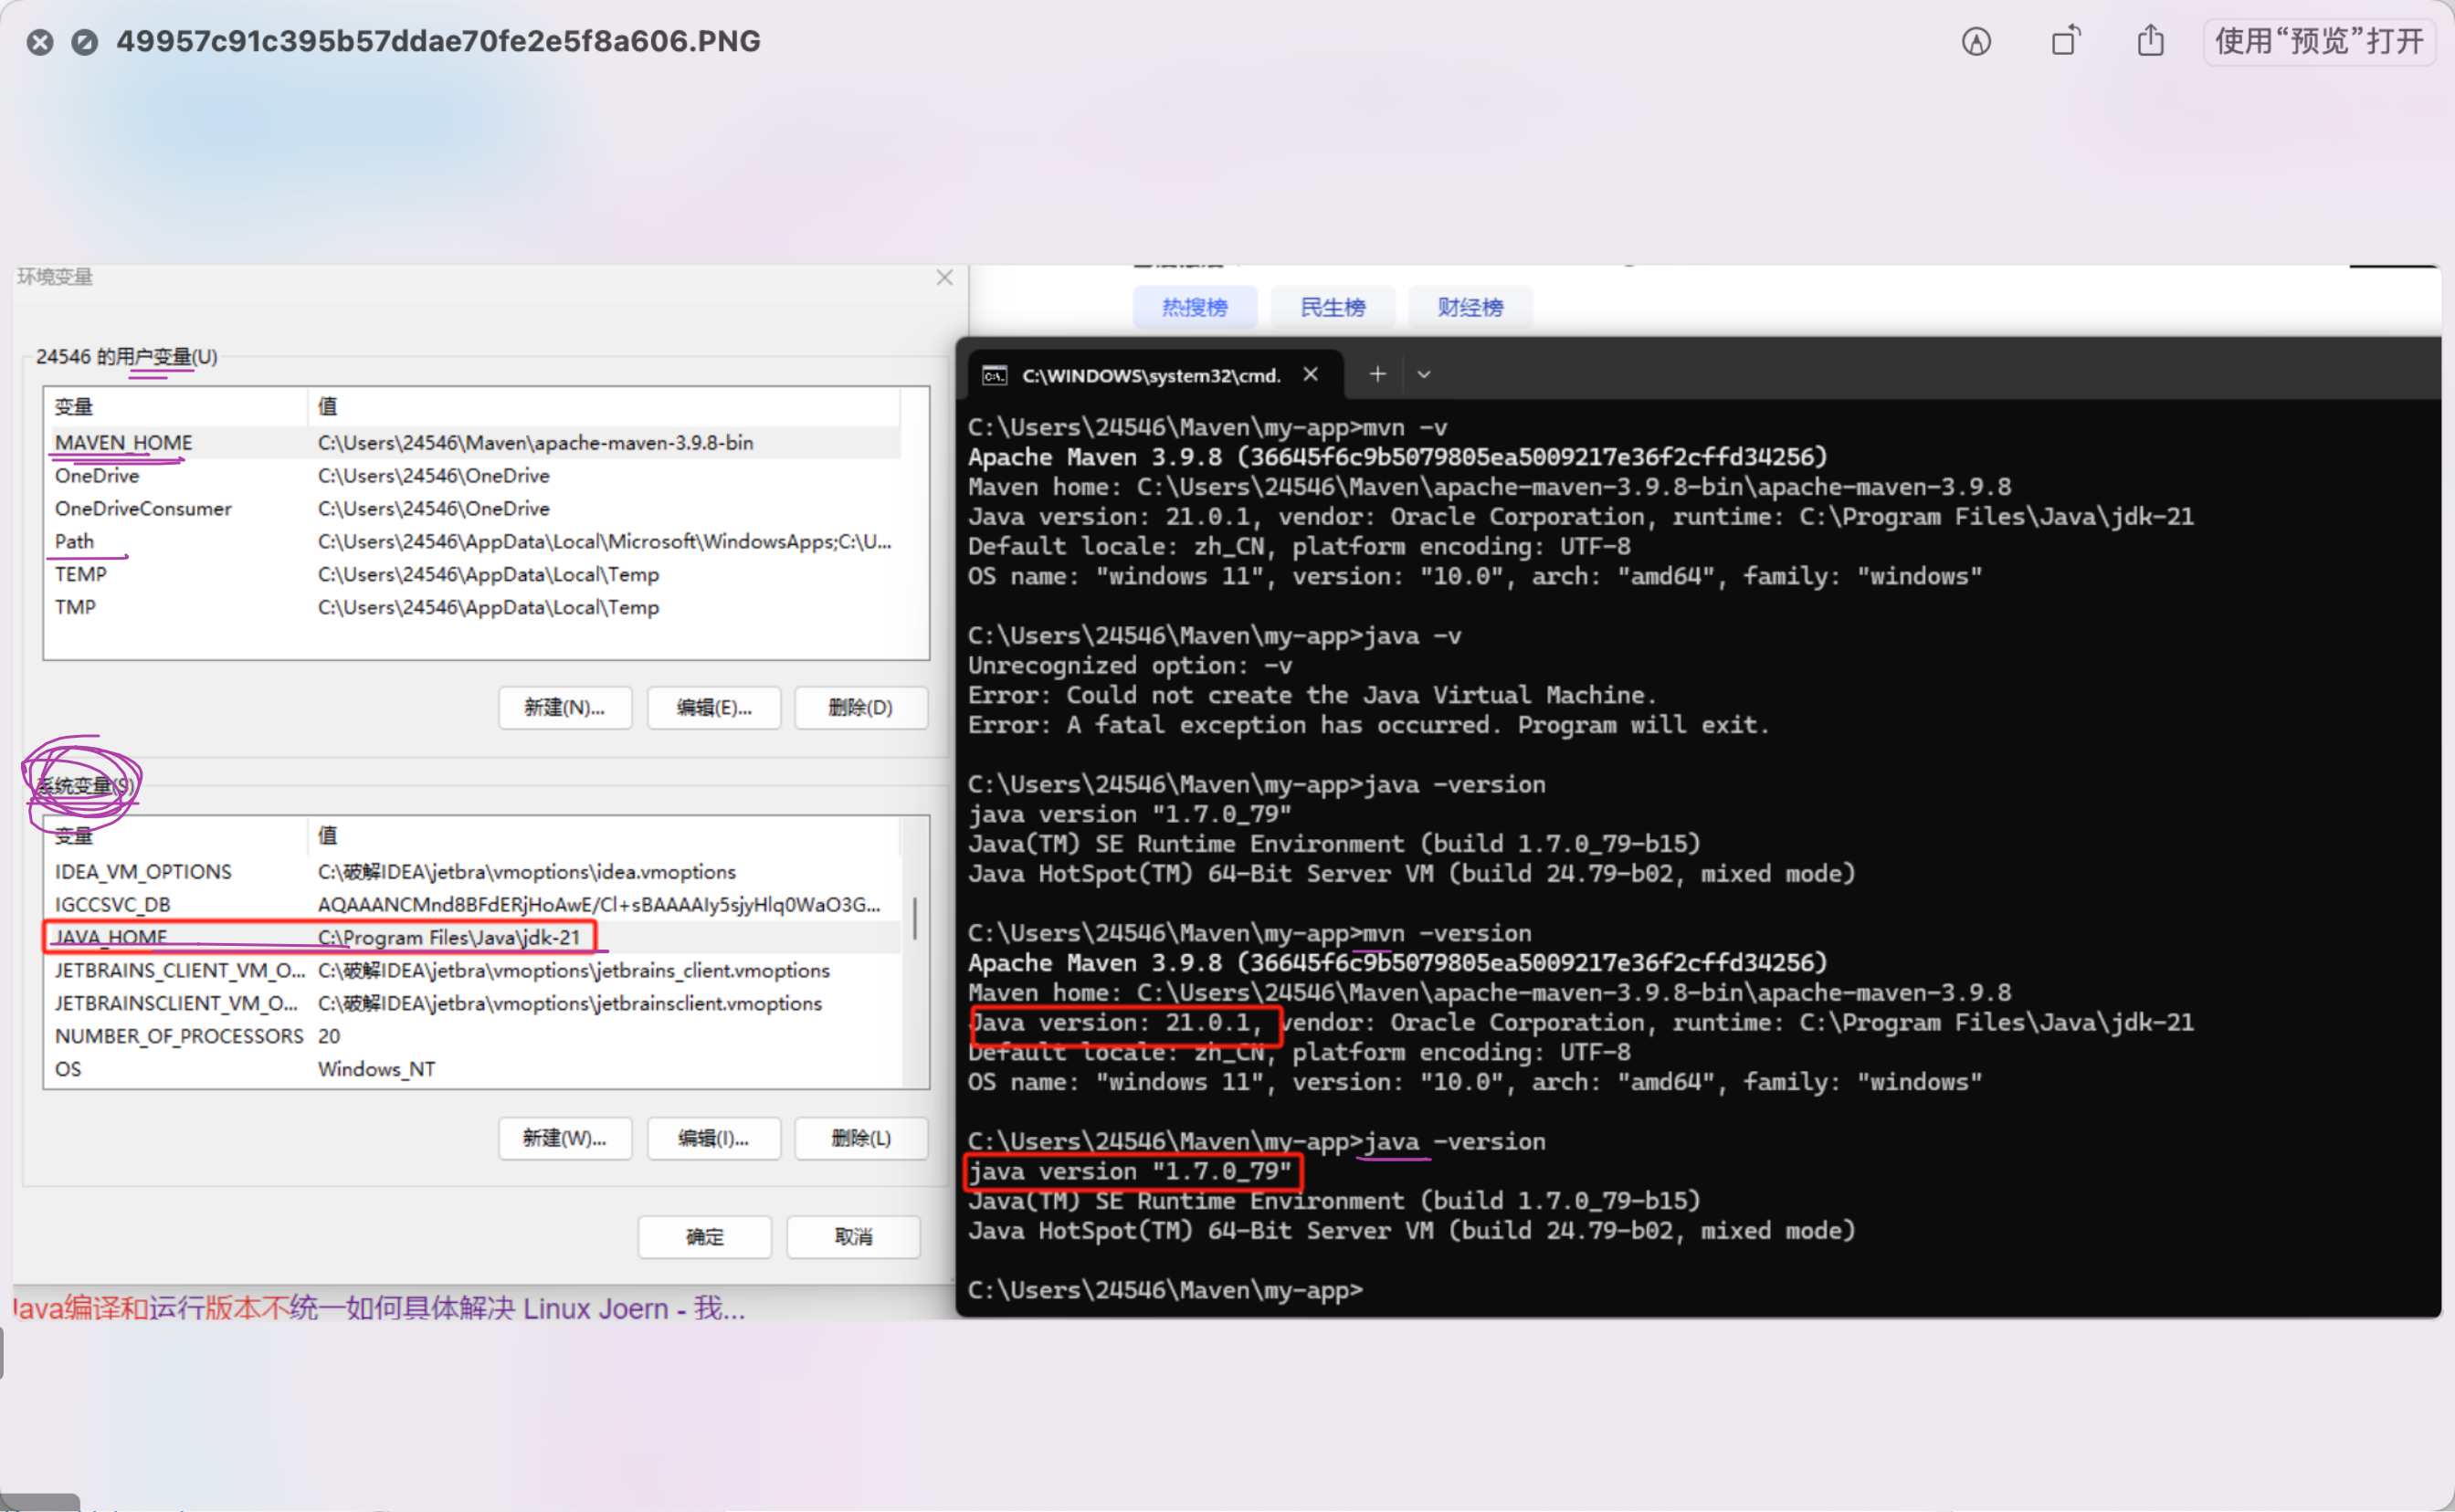 49957c91c395b57ddae70fe2e5f8a606.PNG
使用“预览”打开
环境变量
热搜榜 民生榜 财经榜
24546 的用户变量(U)
变量 值
MAVEN_HOME C:\Users\24546\Maven\apache-maven-3.9.8-bin
OneDrive C:\Users\24546\OneDrive
OneDriveConsumer C:\Users\24546\OneDrive
Path C:\Users\24546\AppData\Local\Microsoft\WindowsApps;C:\U...
TEMP C:\Users\24546\AppData\Local\Temp
TMP C:\Users\24546\AppData\Local\Temp
新建(N)... 编辑(E)... 删除(D)
系统变量(S)
变量 值
IDEA_VM_OPTIONS C:\破解IDEA\jetbra\vmoptions\idea.vmoptions
IGCCSVC_DB AQAAANCMnd8BFdERjHoAwE/Cl+sBAAAAIy5sjyHlq0WaO3G...
JAVA_HOME C:\Program Files\Java\jdk-21
JETBRAINS_CLIENT_VM_O... C:\破解IDEA\jetbra\vmoptions\jetbrains_client.vmoptions
JETBRAINSCLIENT_VM_O... C:\破解IDEA\jetbra\vmoptions\jetbrainsclient.vmoptions
NUMBER_OF_PROCESSORS 20
OS Windows_NT
新建(W)... 编辑(I)... 删除(L)
确定 取消
Java编译和运行版本不统一如何具体解决 Linux Joern - 我...
C:\WINDOWS\system32\cmd.
C:\Users\24546\Maven\my-app>mvn -v
Apache Maven 3.9.8 (36645f6c9b5079805ea5009217e36f2cffd34256)
Maven home: C:\Users\24546\Maven\apache-maven-3.9.8-bin\apache-maven-3.9.8
Java version: 21.0.1, vendor: Oracle Corporation, runtime: C:\Program Files\Java\jdk-21
Default locale: zh_CN, platform encoding: UTF-8
OS name: "windows 11", version: "10.0", arch: "amd64", family: "windows"
C:\Users\24546\Maven\my-app>java -v
Unrecognized option: -v
Error: Could not create the Java Virtual Machine.
Error: A fatal exception has occurred. Program will exit.
C:\Users\24546\Maven\my-app>java -version
java version "1.7.0_79"
Java(TM) SE Runtime Environment (build 1.7.0_79-b15)
Java HotSpot(TM) 64-Bit Server VM (build 24.79-b02, mixed mode)
C:\Users\24546\Maven\my-app>mvn -version
Apache Maven 3.9.8 (36645f6c9b5079805ea5009217e36f2cffd34256)
Maven home: C:\Users\24546\Maven\apache-maven-3.9.8-bin\apache-maven-3.9.8
Java version: 21.0.1, vendor: Oracle Corporation, runtime: C:\Program Files\Java\jdk-21
Default locale: zh_CN, platform encoding: UTF-8
OS name: "windows 11", version: "10.0", arch: "amd64", family: "windows"
C:\Users\24546\Maven\my-app>java -version
java version "1.7.0_79"
Java(TM) SE Runtime Environment (build 1.7.0_79-b15)
Java HotSpot(TM) 64-Bit Server VM (build 24.79-b02, mixed mode)
C:\Users\24546\Maven\my-app>